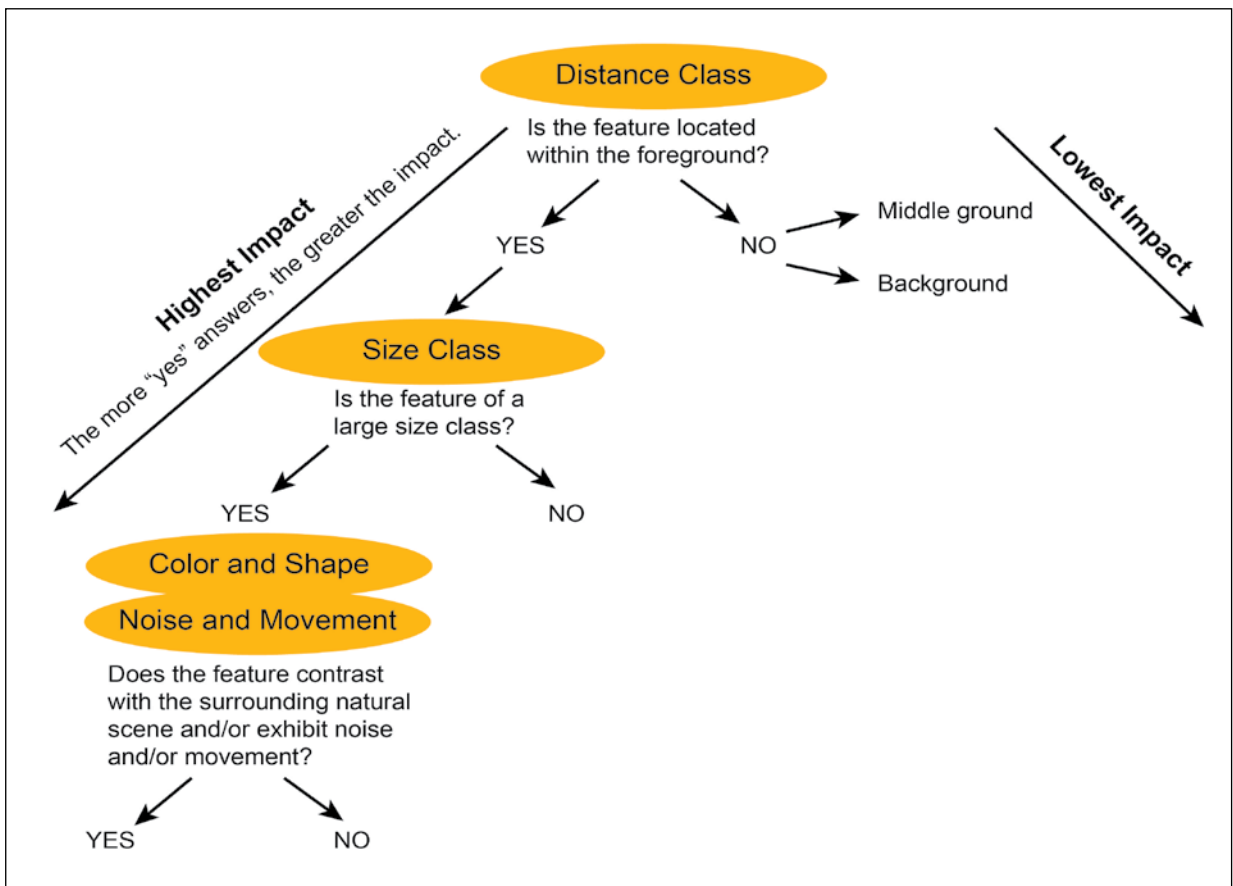 Distance Class
Is the feature located
within the foreground?
Highest Impact
The more “yes” answers, the greater the impact.
Lowest Impact
YES
NO
Middle ground
Background
Size Class
Is the feature of a
large size class?
YES
NO
Color and Shape
Noise and Movement
Does the feature contrast
with the surrounding natural
scene and/or exhibit noise
and/or movement?
YES
NO